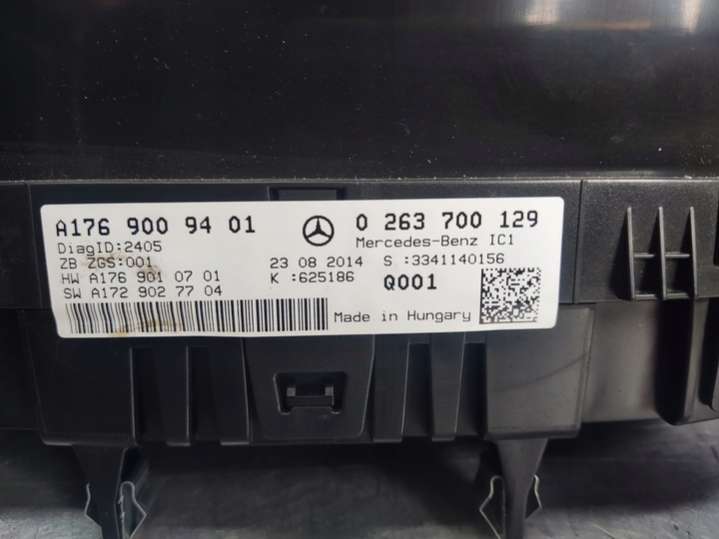 A176 900 94 01
0 263 700 129
DiagID:2405
Mercedes-Benz IC1
ZB ZGS:001
23 08 2014 S :3341140156
HW A176 901 07 01
K :625186
Q001
SW A172 902 77 04
Made in Hungary